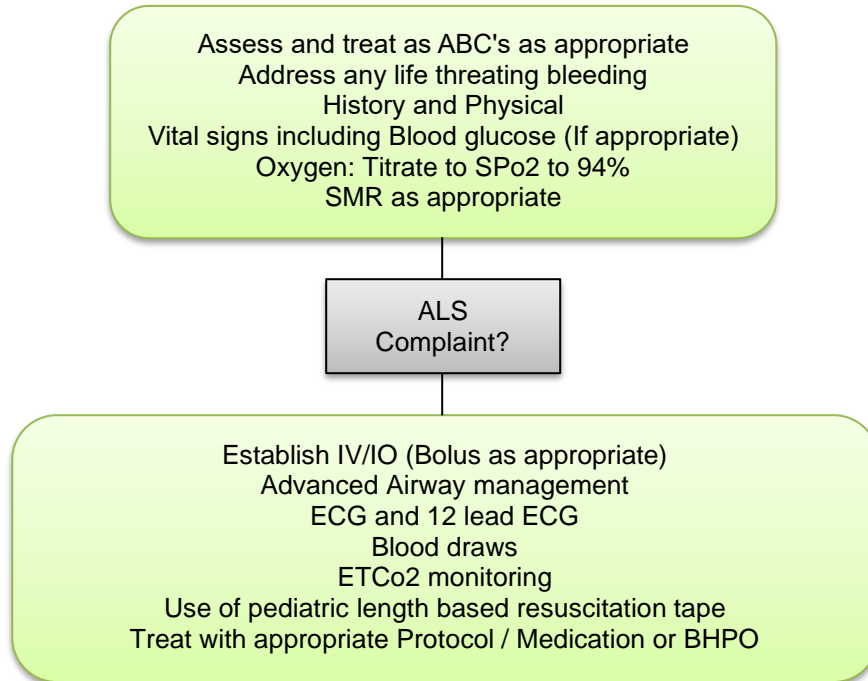 Assess and treat as ABC's as appropriate
Address any life threating bleeding
History and Physical
Vital signs including Blood glucose (If appropriate)
Oxygen: Titrate to SPo2 to 94%
SMR as appropriate
ALS
Complaint?
Establish IV/IO (Bolus as appropriate)
Advanced Airway management
ECG and 12 lead ECG
Blood draws
ETCo2 monitoring
Use of pediatric length based resuscitation tape
Treat with appropriate Protocol / Medication or BHPO